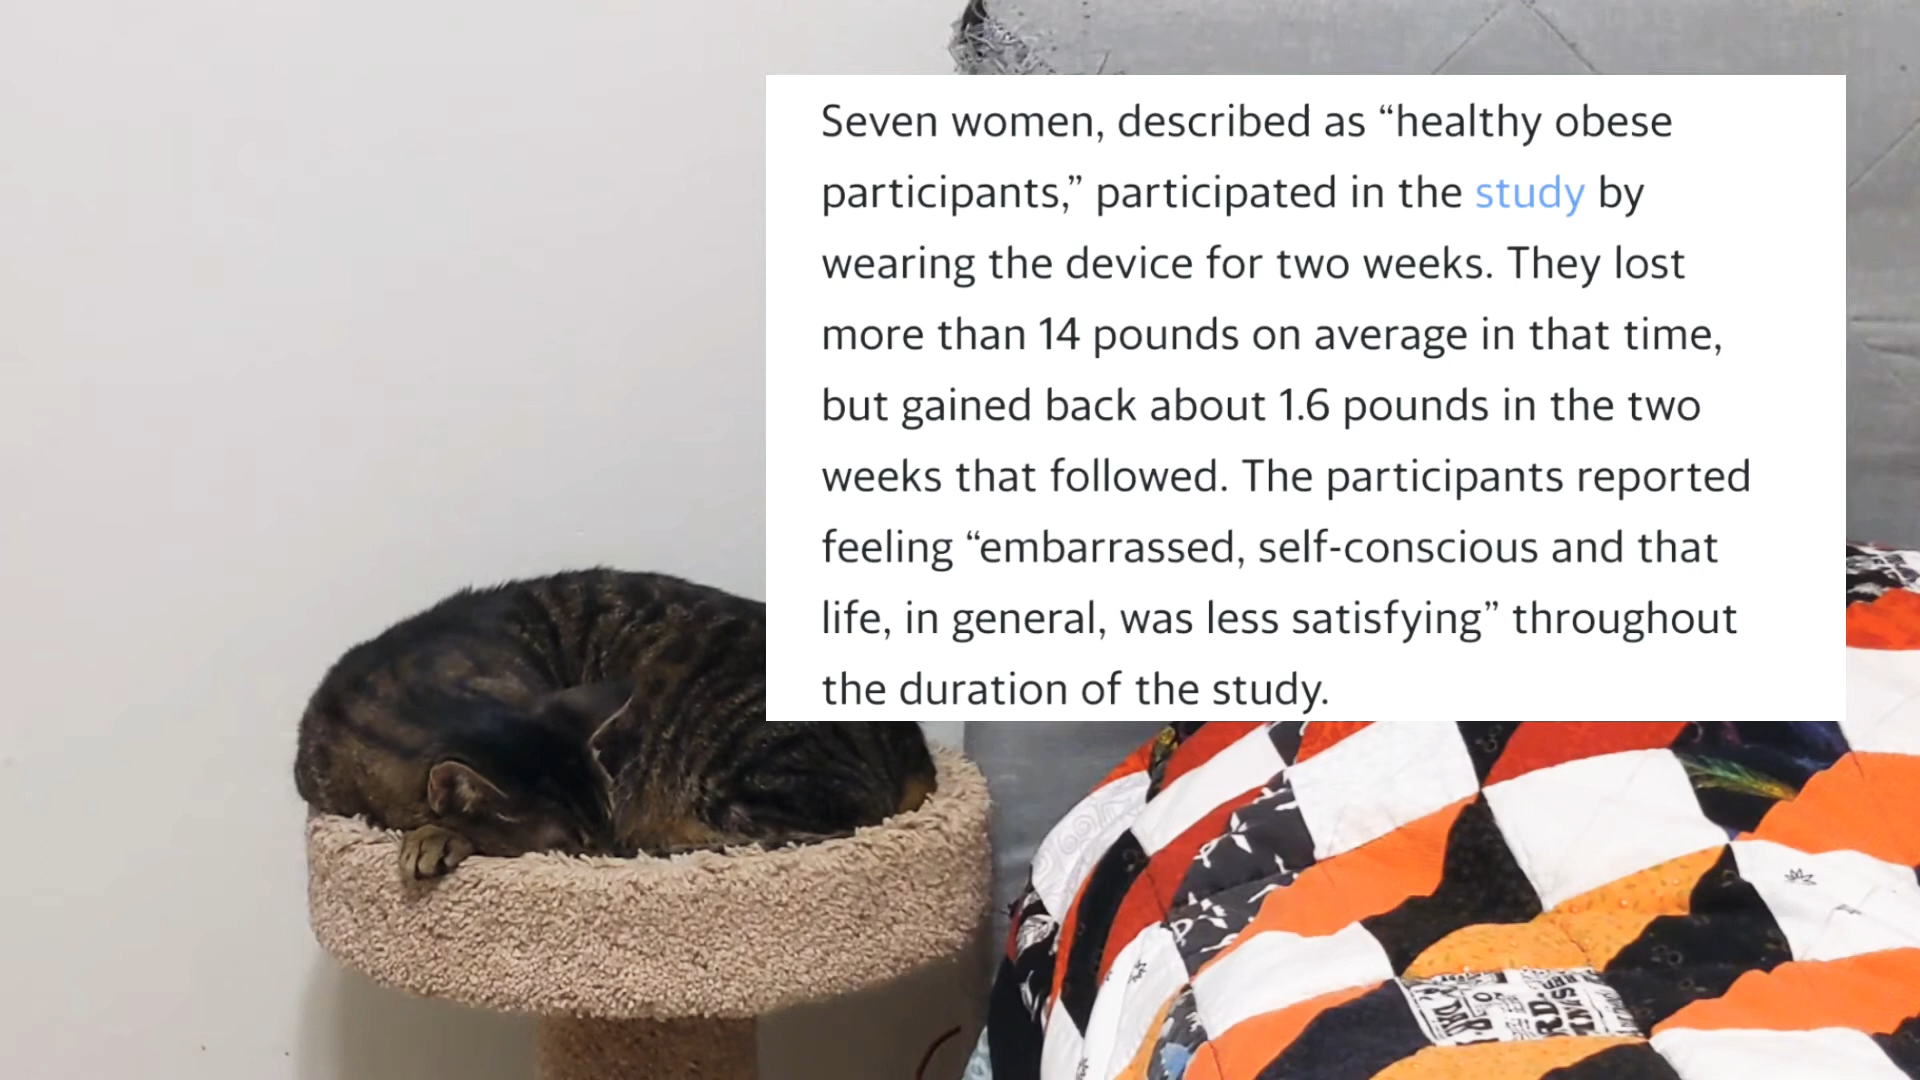 Seven women, described as “healthy obese
participants,” participated in the study by
wearing the device for two weeks. They lost
more than 14 pounds on average in that time,
but gained back about 1.6 pounds in the two
weeks that followed. The participants reported
feeling “embarrassed, self-conscious and that
life, in general, was less satisfying” throughout
the duration of the study.